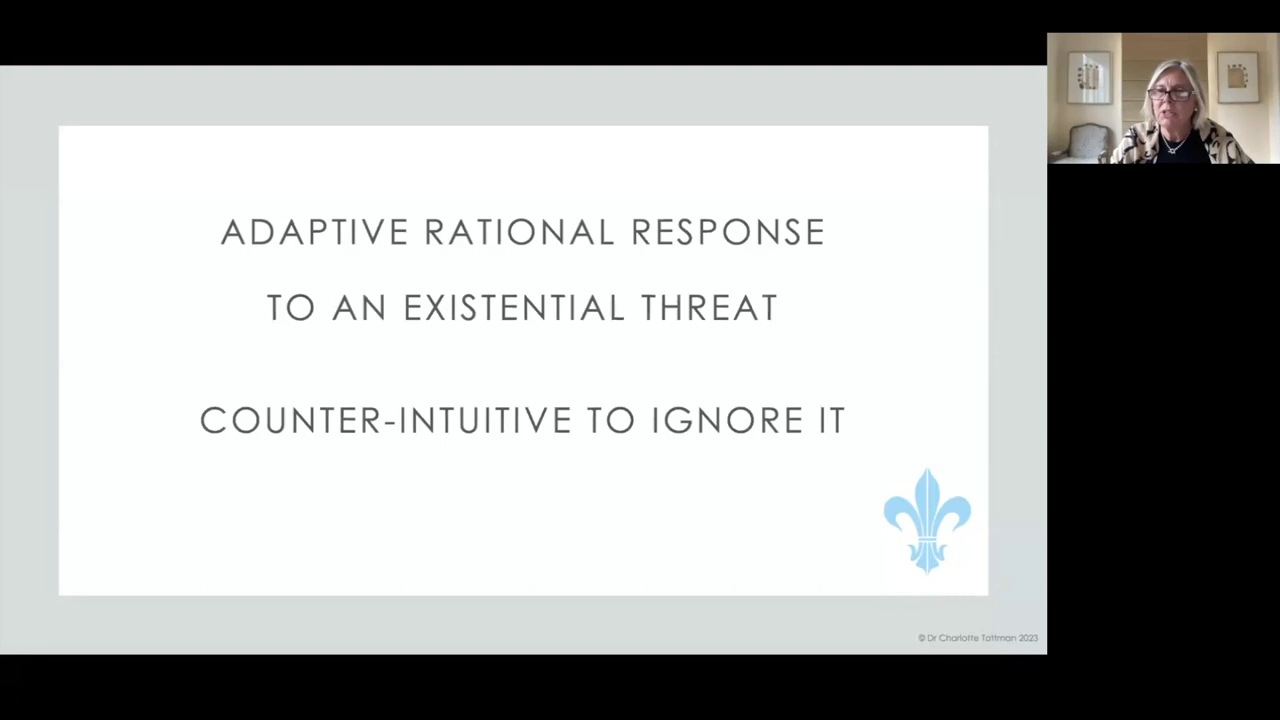 ADAPTIVE RATIONAL RESPONSE
TO AN EXISTENTIAL THREAT
COUNTER-INTUITIVE TO IGNORE IT
© Dr Charlotte Tottman 2023